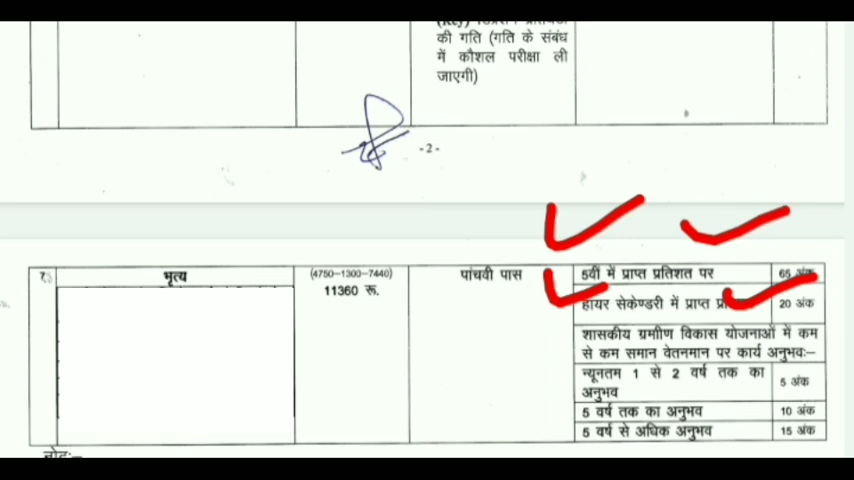 की गति (गति के संबंध
में कौशल परीक्षा ली
जाएगी)
-2-
भृत्य
(4750-1300-7440)
11360 रू.
पांचवी पास
5वीं में प्राप्त प्रतिशत पर
65 अंक
हायर सेकेण्डरी में प्राप्त
20 अंक
शासकीय ग्रमीण विकास योजनाओं में कम
से कम समान वेतनमान पर कार्य अनुभवः–
न्यूनतम 1 से 2 वर्ष तक का
अनुभव
5 अंक
5 वर्ष तक का अनुभव
10 अंक
5 वर्ष से अधिक अनुभव
15 अंक